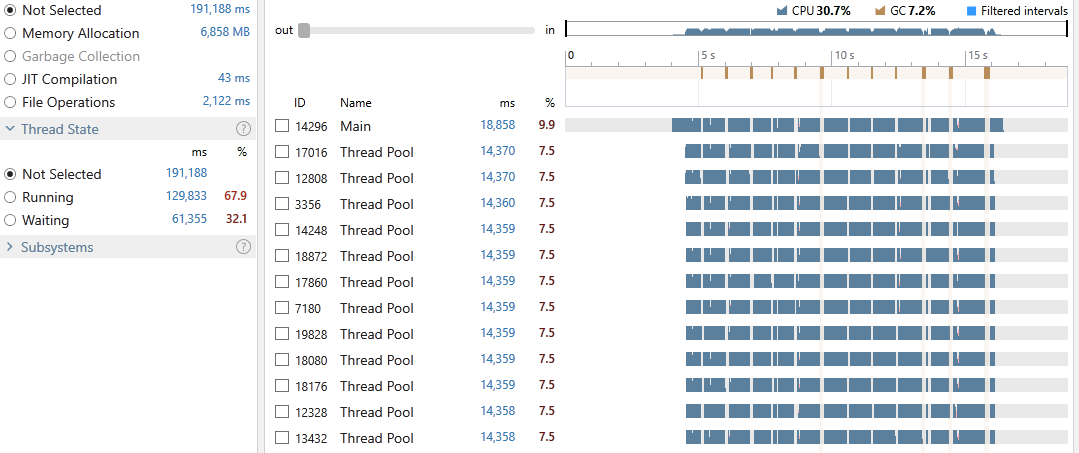 Not Selected 191,188 ms
Memory Allocation 6,858 MB
Garbage Collection
JIT Compilation 43 ms
File Operations 2,122 ms
Thread State ?
ms %
Not Selected 191,188
Running 129,833 67.9
Waiting 61,355 32.1
Subsystems ?
out in
CPU 30.7% GC 7.2% Filtered intervals
0 5 s 10 s 15 s
ID Name ms %
14296 Main 18,858 9.9
17016 Thread Pool 14,370 7.5
12808 Thread Pool 14,370 7.5
3356 Thread Pool 14,360 7.5
14248 Thread Pool 14,359 7.5
18872 Thread Pool 14,359 7.5
17860 Thread Pool 14,359 7.5
7180 Thread Pool 14,359 7.5
19828 Thread Pool 14,359 7.5
18080 Thread Pool 14,359 7.5
18176 Thread Pool 14,359 7.5
12328 Thread Pool 14,358 7.5
13432 Thread Pool 14,358 7.5